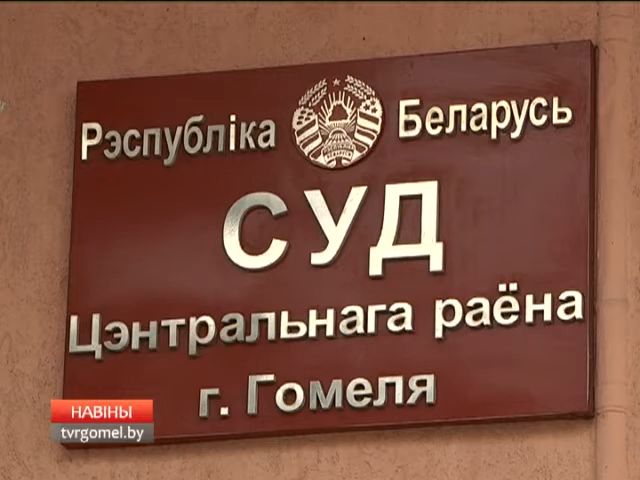 Рэспубліка Беларусь
СУД
Цэнтральнага раёна
г. Гомеля
НАВІНЫ
tvrgomel.by